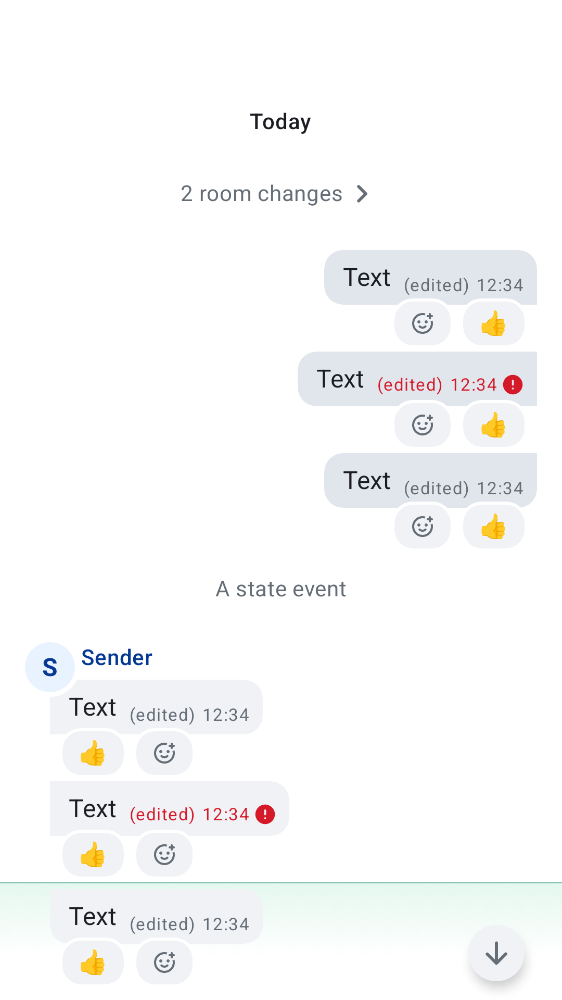 Today
2 room changes
Text (edited) 12:34
👍
Text (edited) 12:34
👍
Text (edited) 12:34
👍
A state event
S Sender
Text (edited) 12:34
👍
Text (edited) 12:34
👍
Text (edited) 12:34
👍